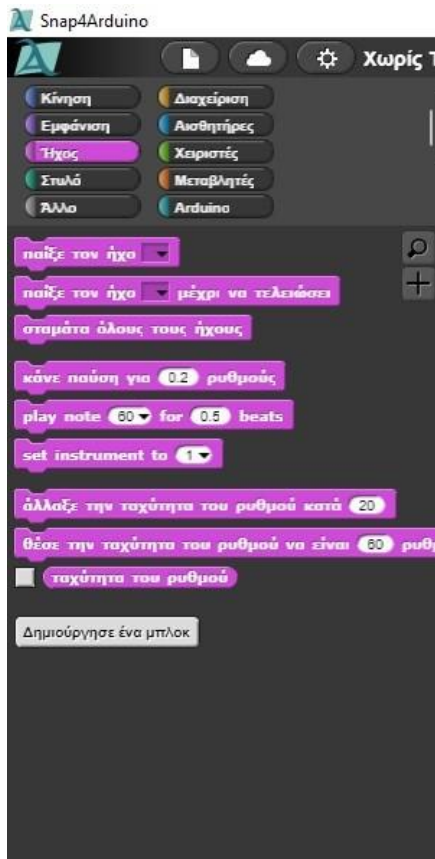 Snap4Arduino
Χωρίς
Κίνηση
Διαχείριση
Εμφάνιση
Αισθητήρες
Ήχος
Χειριστές
Στυλό
Μεταβλητές
Άλλο
Arduino
παίξε τον ήχο
παίξε τον ήχο μέχρι να τελειώσει
σταμάτα όλους τους ήχους
κάνε παύση για 0.2 ρυθμούς
play note 60 for 0.5 beats
set instrument to 1
άλλαξε την ταχύτητα του ρυθμού κατά 20
θέσε την ταχύτητα του ρυθμού να είναι 60
ταχύτητα του ρυθμού
Δημιούργησε ένα μπλοκ